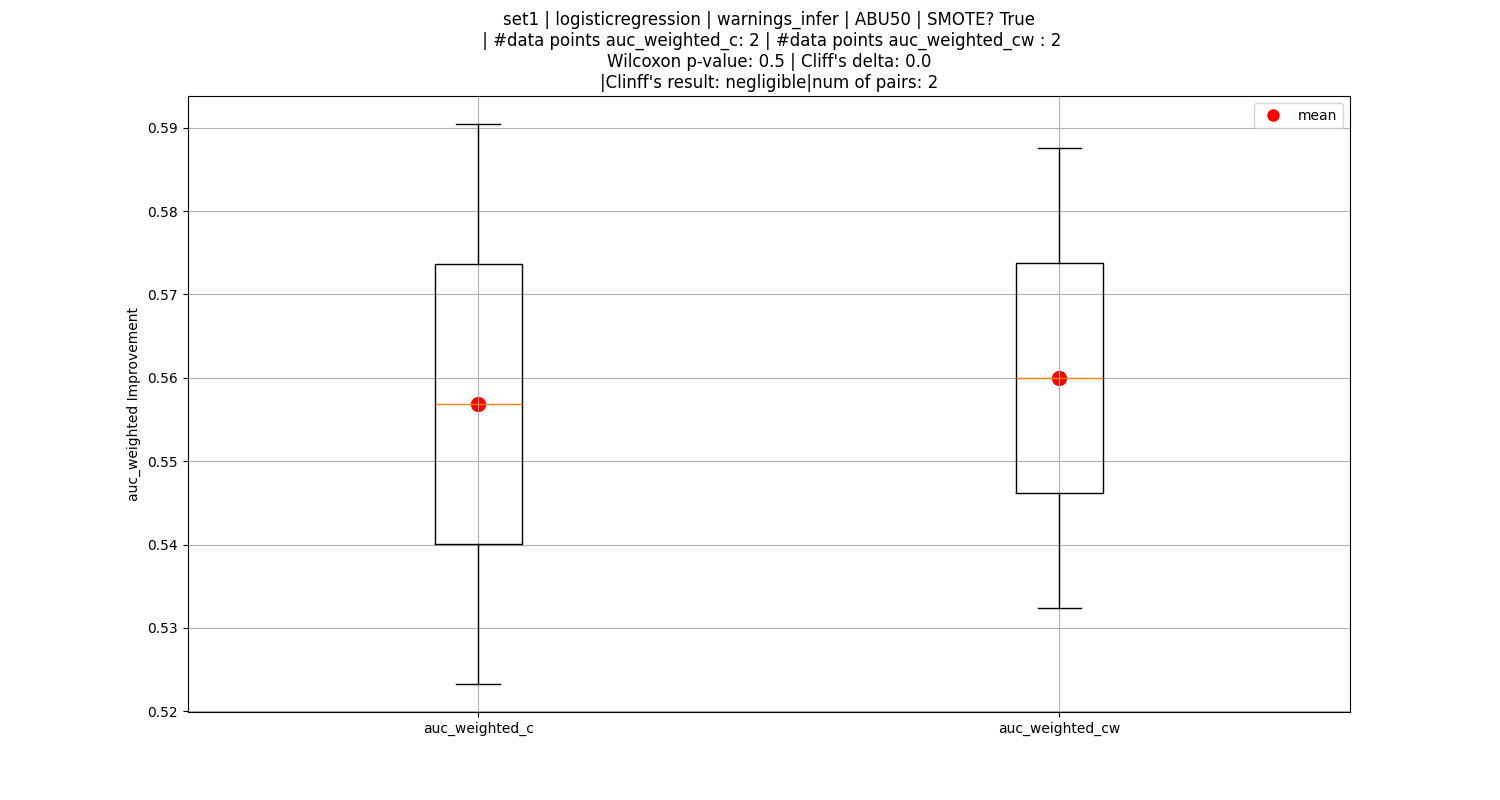 set1 | logisticregression | warnings_infer | ABU50 | SMOTE? True
| #data points auc_weighted_c: 2 | #data points auc_weighted_cw : 2
Wilcoxon p-value: 0.5 | Cliff's delta: 0.0
|Clinff's result: negligible|num of pairs: 2
mean
auc_weighted Improvement
0.59
0.58
0.57
0.56
0.55
0.54
0.53
0.52
auc_weighted_c
auc_weighted_cw